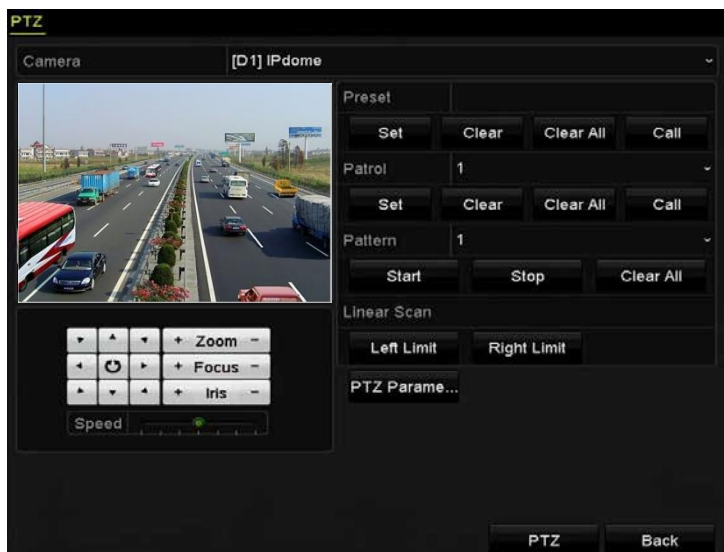 PTZ
Camera [D1] IPdome
Preset
Set Clear Clear All Call
Patrol 1
Set Clear Clear All Call
Pattern 1
Start Stop Clear All
Linear Scan
Left Limit Right Limit
PTZ Parame...
+ Zoom -
+ Focus -
+ Iris -
Speed
PTZ Back